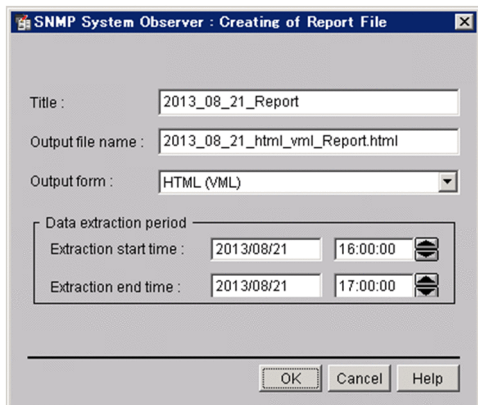 SNMP System Observer : Creating of Report File
Title : 2013_08_21_Report
Output file name : 2013_08_21_html_vml_Report.html
Output form : HTML (VML)
Data extraction period
Extraction start time : 2013/08/21 16:00:00
Extraction end time : 2013/08/21 17:00:00
OK Cancel Help